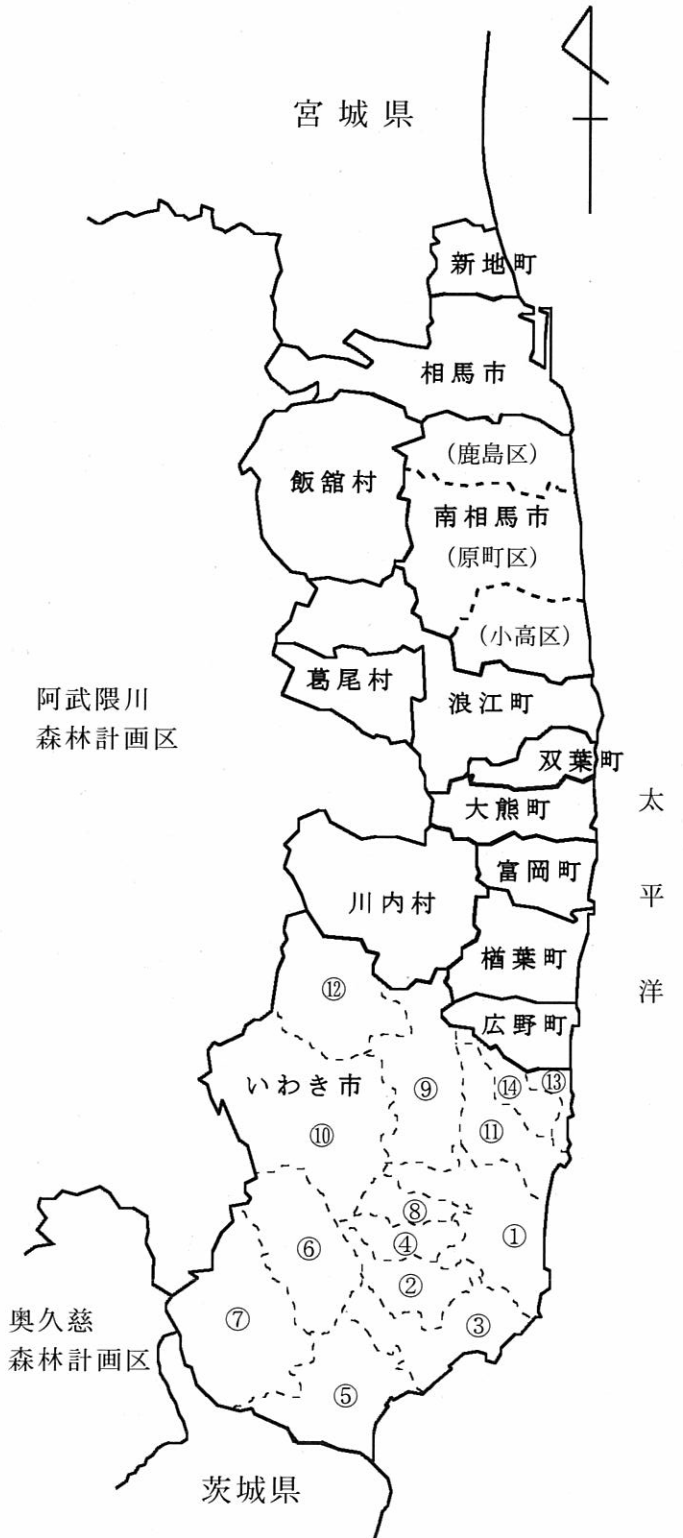 宮城県
新地町
相馬市
(鹿島区)
飯舘村
南相馬市
(原町区)
(小高区)
葛尾村
浪江町
阿武隈川
森林計画区
双葉町
大熊町
太平洋
富岡町
川内村
楢葉町
⑫
広野町
いわき市
⑨
⑭
⑬
⑩
⑪
⑧
①
④
⑥
②
⑦
③
奥久慈
森林計画区
⑤
茨城県